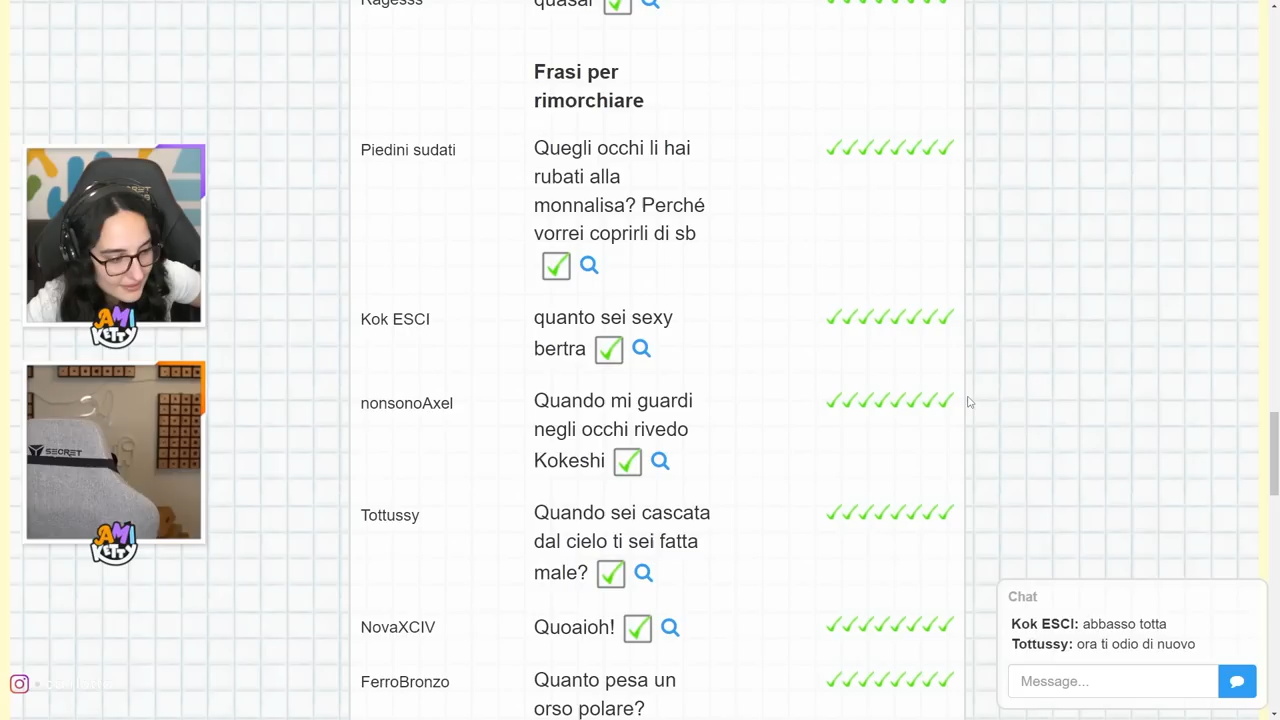 Ragesss
quasar
Frasi per
rimorchiare
Piedini sudati
Quegli occhi li hai
rubati alla
monnalisa? Perché
vorrei coprirli di sb
Kok ESCI
quanto sei sexy
bertra
nonsonoAxel
Quando mi guardi
negli occhi rivedo
Kokeshi
Tottussy
Quando sei cascata
dal cielo ti sei fatta
male?
NovaXCIV
Quoaioh!
FerroBronzo
Quanto pesa un
orso polare?
AMI
KETTY
SECRET
AMI
KETTY
Chat
Kok ESCI: abbasso totta
Tottussy: ora ti odio di nuovo
Message...